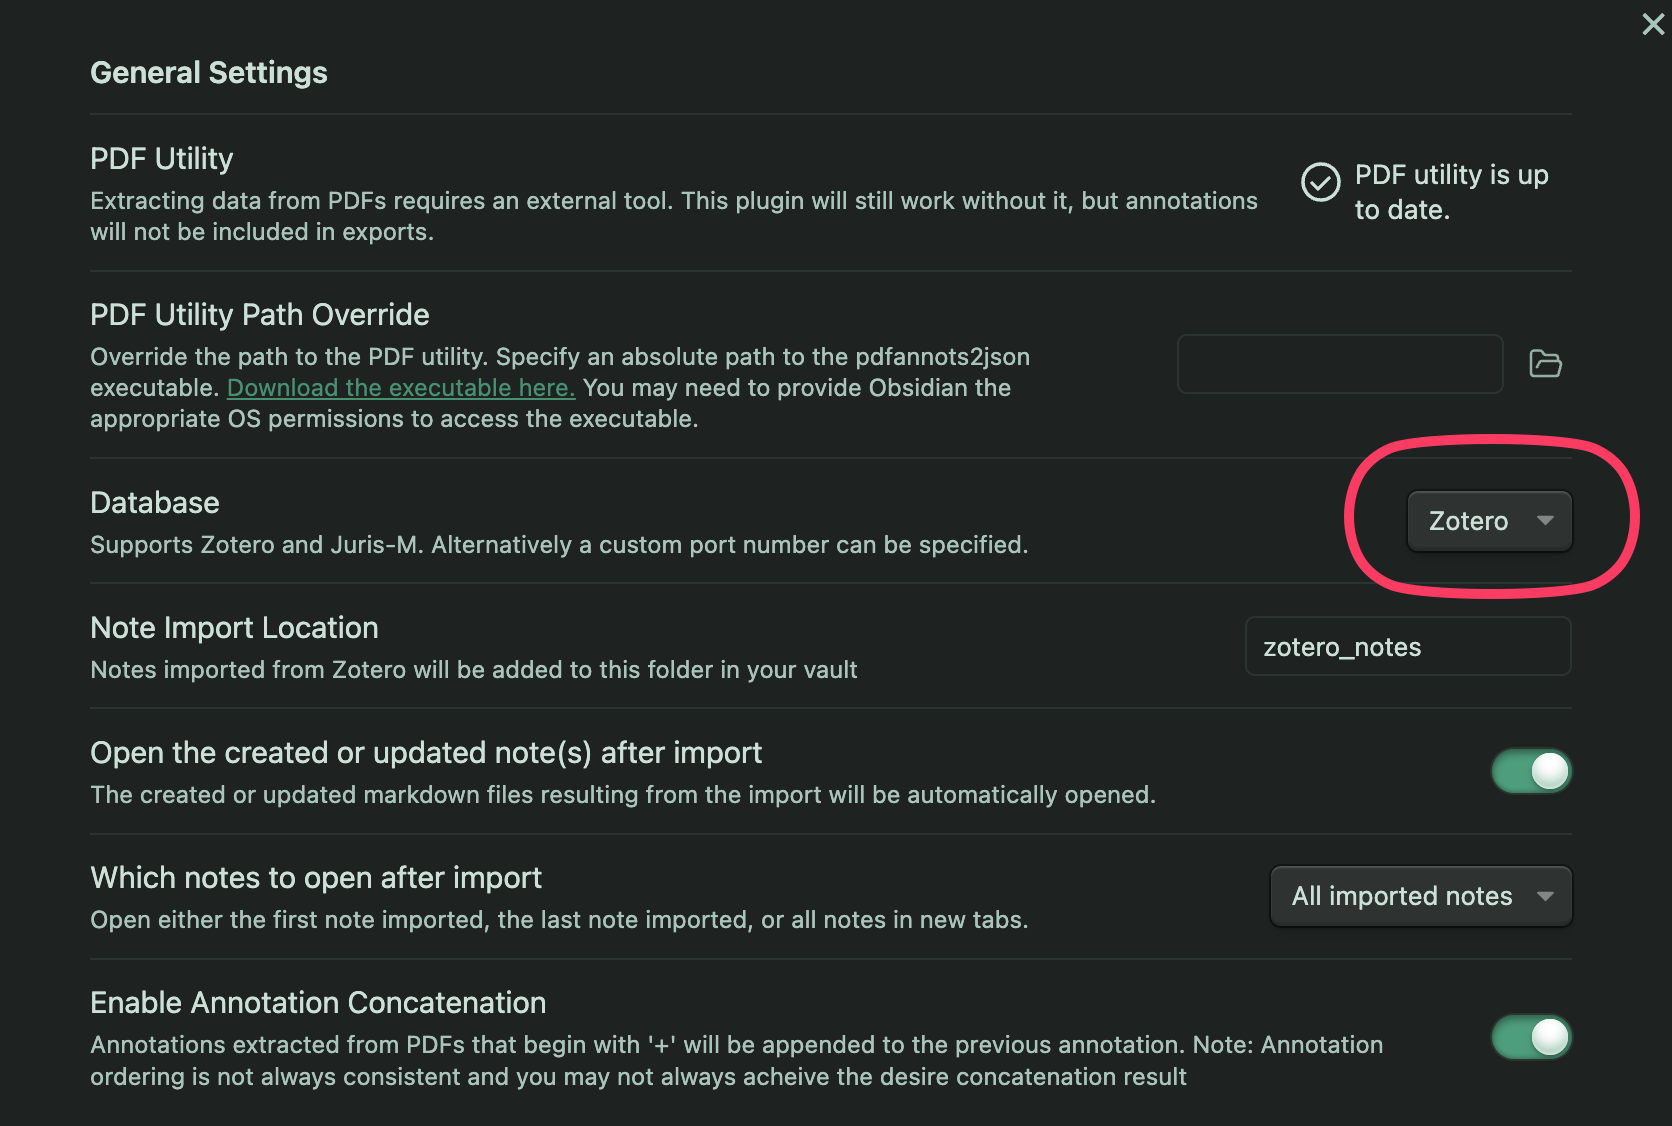 General Settings
PDF Utility
Extracting data from PDFs requires an external tool. This plugin will still work without it, but annotations
will not be included in exports.
PDF utility is up
to date.
PDF Utility Path Override
Override the path to the PDF utility. Specify an absolute path to the pdfannots2json
executable. Download the executable here. You may need to provide Obsidian the
appropriate OS permissions to access the executable.
Database
Supports Zotero and Juris-M. Alternatively a custom port number can be specified.
Zotero
Note Import Location
Notes imported from Zotero will be added to this folder in your vault
zotero_notes
Open the created or updated note(s) after import
The created or updated markdown files resulting from the import will be automatically opened.
Which notes to open after import
Open either the first note imported, the last note imported, or all notes in new tabs.
All imported notes
Enable Annotation Concatenation
Annotations extracted from PDFs that begin with '+' will be appended to the previous annotation. Note: Annotation
ordering is not always consistent and you may not always acheive the desire concatenation result